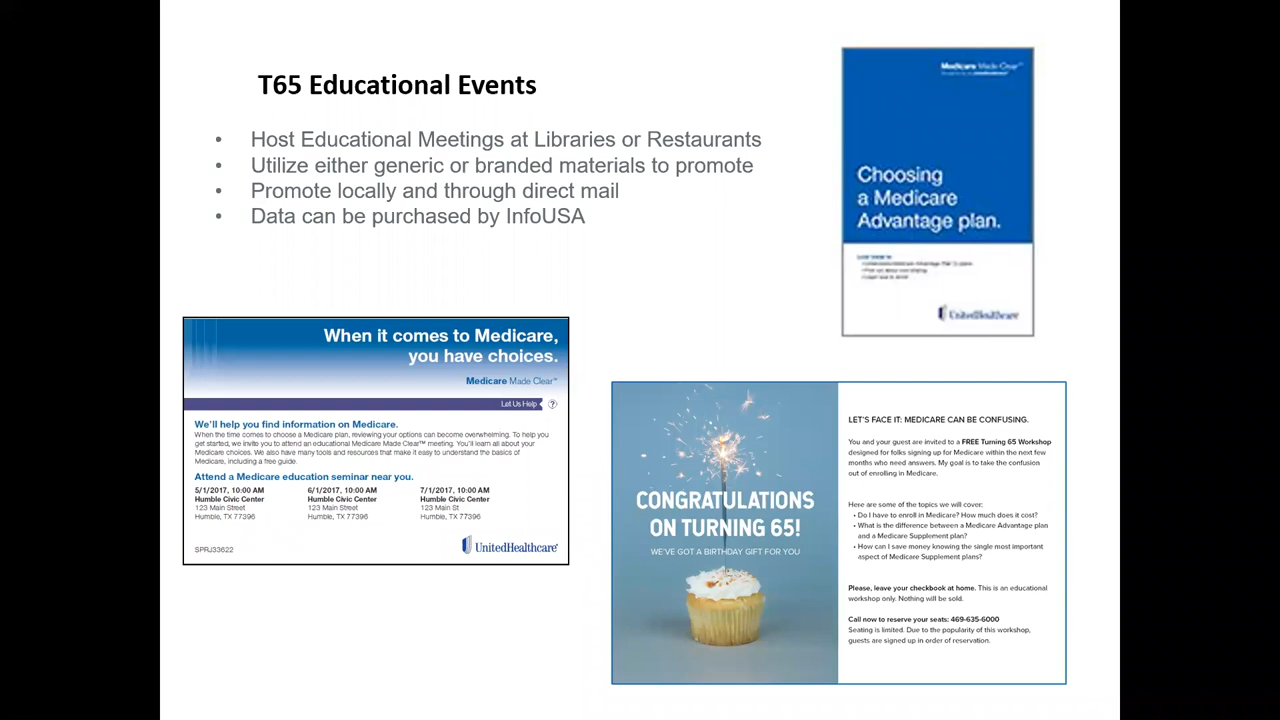 T65 Educational Events
• Host Educational Meetings at Libraries or Restaurants
• Utilize either generic or branded materials to promote
• Promote locally and through direct mail
• Data can be purchased by InfoUSA
Medicare Made Clear™
Choosing
a Medicare
Advantage plan.
UnitedHealthcare
When it comes to Medicare,
you have choices.
Medicare Made Clear™
Let Us Help ?
We'll help you find information on Medicare.
When the time comes to choose a Medicare plan, reviewing your options can become overwhelming. To help you
get started, we invite you to attend an educational Medicare Made Clear™ meeting. You'll learn all about your
Medicare choices. We also have many tools and resources that make it easy to understand the basics of
Medicare, including a free guide.
Attend a Medicare education seminar near you.
5/1/2017, 10:00 AM 6/1/2017, 10:00 AM 7/1/2017, 10:00 AM
Humble Civic Center Humble Civic Center Humble Civic Center
123 Main Street 123 Main Street 123 Main St
Humble, TX 77396 Humble, TX 77396 Humble, TX 77396
SPRJ33622
UnitedHealthcare®
CONGRATULATIONS
ON TURNING 65!
WE'VE GOT A BIRTHDAY GIFT FOR YOU
LET'S FACE IT: MEDICARE CAN BE CONFUSING.
You and your guest are invited to a FREE Turning 65 Workshop
designed for folks signing up for Medicare within the next few
months who need answers. My goal is to take the confusion
out of enrolling in Medicare.
Here are some of the topics we will cover:
• Do I have to enroll in Medicare? How much does it cost?
• What is the difference between a Medicare Advantage plan
and a Medicare Supplement plan?
• How can I save money knowing the single most important
aspect of Medicare Supplement plans?
Please, leave your checkbook at home. This is an educational
workshop only. Nothing will be sold.
Call now to reserve your seats: 469-635-6000
Seating is limited. Due to the popularity of this workshop,
guests are signed up in order of reservation.